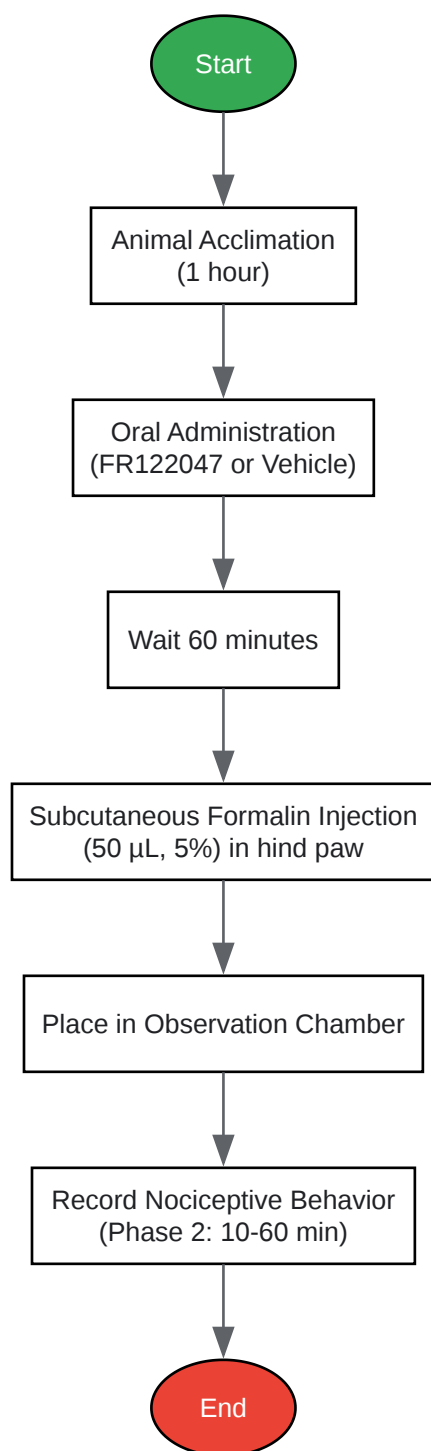 Start
Animal Acclimation
(1 hour)
Oral Administration
(FR122047 or Vehicle)
Wait 60 minutes
Subcutaneous Formalin Injection
(50 µL, 5%) in hind paw
Place in Observation Chamber
Record Nociceptive Behavior
(Phase 2: 10-60 min)
End